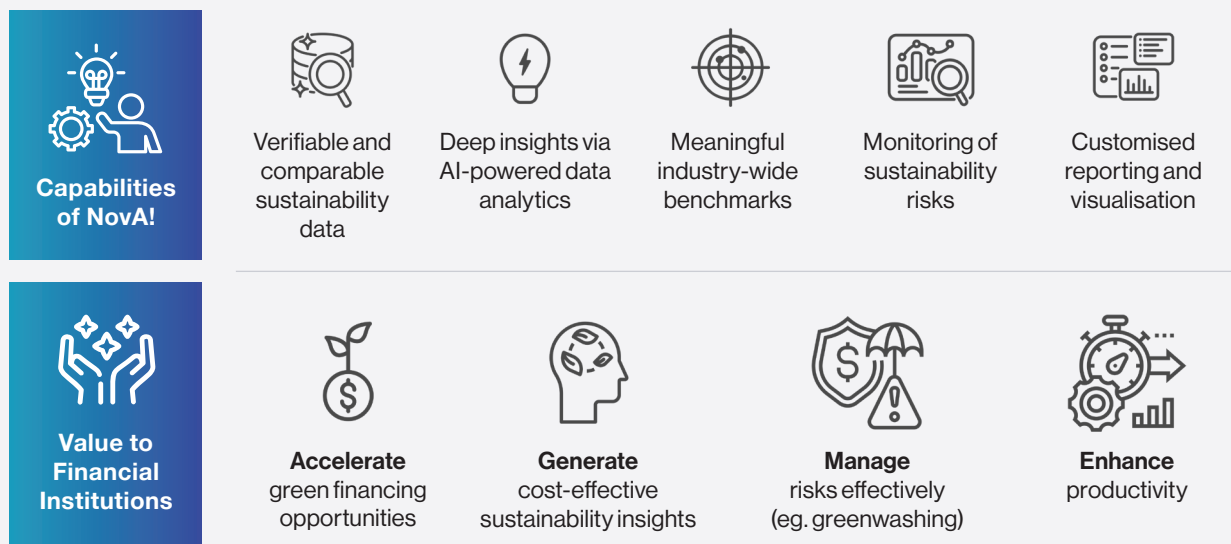 Capabilities
of NovA!
Verifiable and
comparable
sustainability
data
Deep insights via
AI-powered data
analytics
Meaningful
industry-wide
benchmarks
Monitoring of
sustainability
risks
Customised
reporting and
visualisation
Value to
Financial
Institutions
$
Accelerate
green financing
opportunities
Generate
cost-effective
sustainability insights
$
!
Manage
risks effectively
(eg. greenwashing)
Enhance
productivity